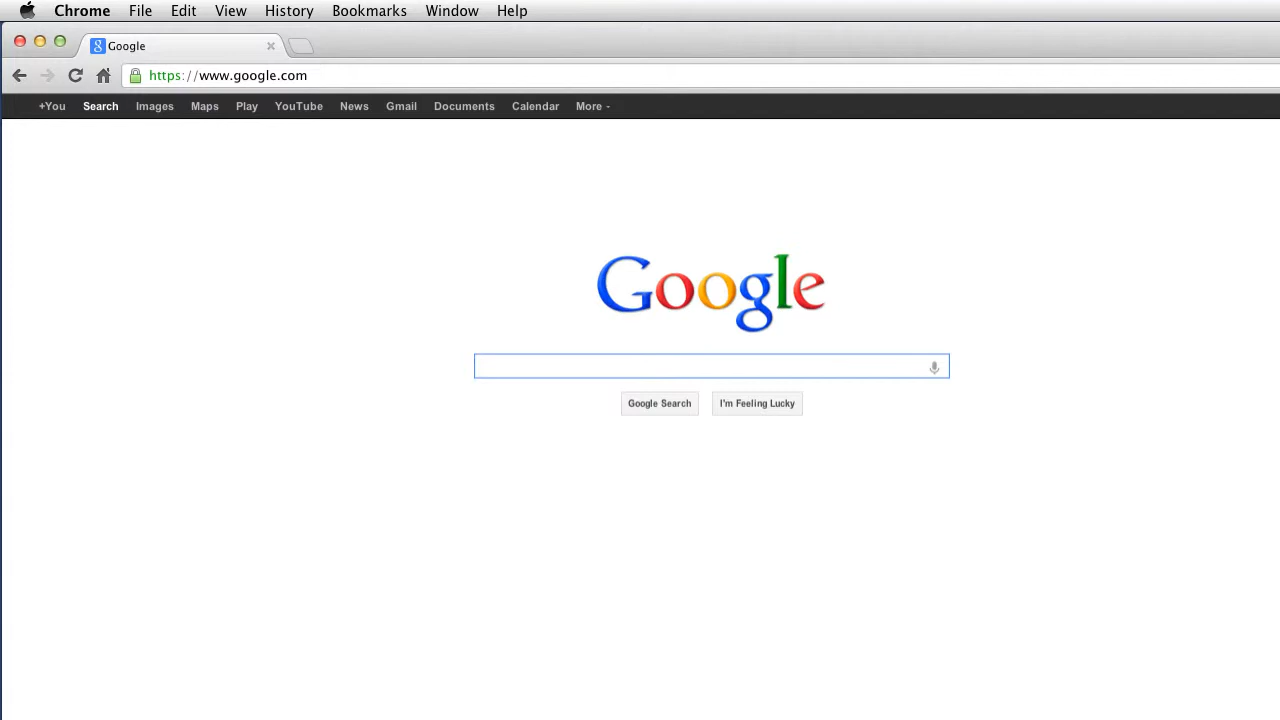 Chrome File Edit View History Bookmarks Window Help
Google
https://www.google.com
+You Search Images Maps Play YouTube News Gmail Documents Calendar More
Google
Google Search I'm Feeling Lucky